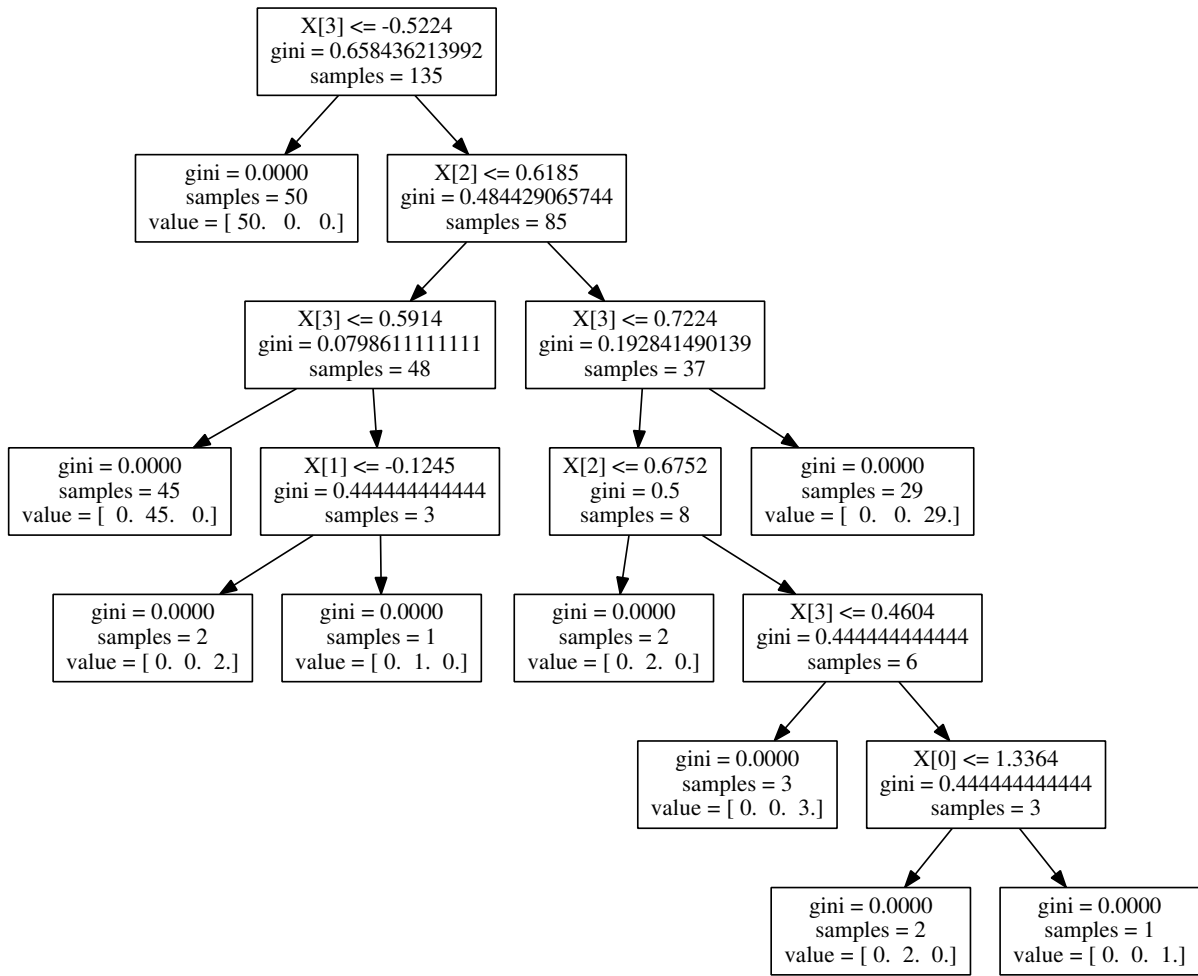 X[3] <= -0.5224
gini = 0.658436213992
samples = 135
gini = 0.0000
samples = 50
value = [ 50.   0.   0.]
X[2] <= 0.6185
gini = 0.484429065744
samples = 85
X[3] <= 0.5914
gini = 0.0798611111111
samples = 48
X[3] <= 0.7224
gini = 0.192841490139
samples = 37
gini = 0.0000
samples = 45
value = [  0.  45.   0.]
X[1] <= -0.1245
gini = 0.444444444444
samples = 3
X[2] <= 0.6752
gini = 0.5
samples = 8
gini = 0.0000
samples = 29
value = [  0.   0.  29.]
gini = 0.0000
samples = 2
value = [ 0.  0.  2.]
gini = 0.0000
samples = 1
value = [ 0.  1.  0.]
gini = 0.0000
samples = 2
value = [ 0.  2.  0.]
X[3] <= 0.4604
gini = 0.444444444444
samples = 6
gini = 0.0000
samples = 3
value = [ 0.  0.  3.]
X[0] <= 1.3364
gini = 0.444444444444
samples = 3
gini = 0.0000
samples = 2
value = [ 0.  2.  0.]
gini = 0.0000
samples = 1
value = [ 0.  0.  1.]